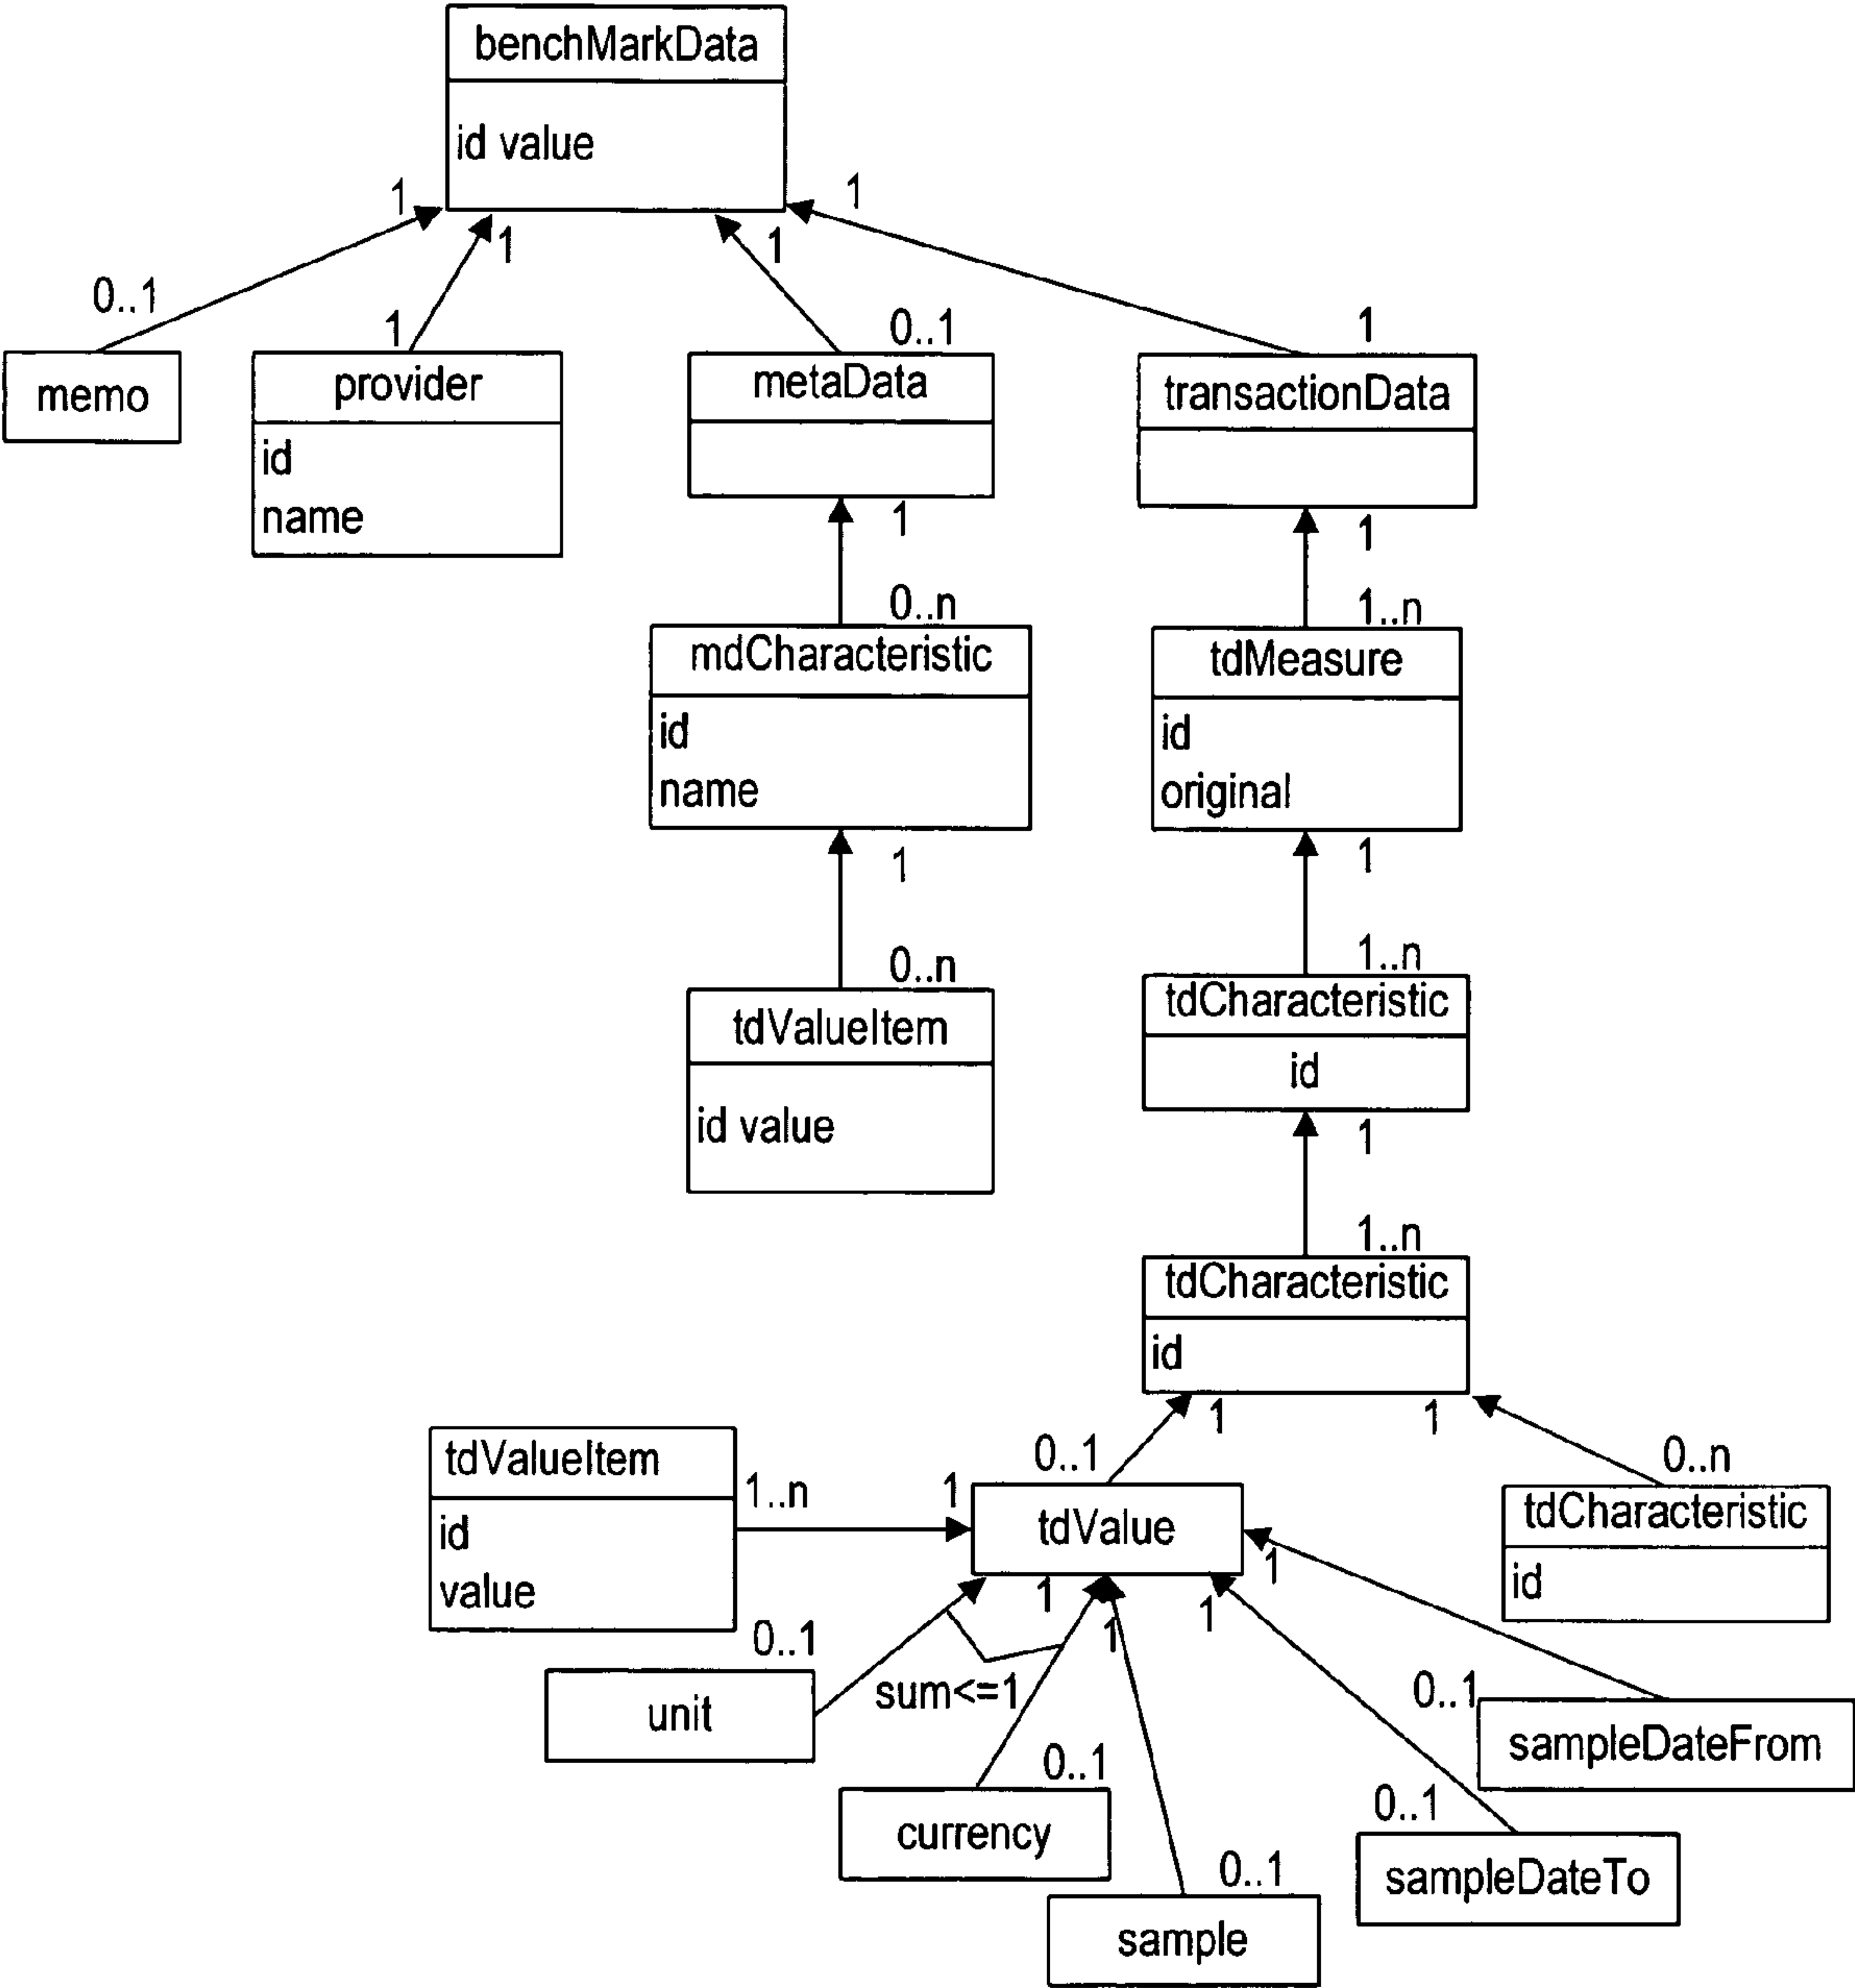 benchMarkData
id value
1
1
1
1
0..1
1
0..1
1
memo
provider
id
name
metaData
transactionData
1
1
0..n
1..n
mdCharacteristic
id
name
tdMeasure
id
original
1
1
0..n
1..n
tdValueItem
id value
tdCharacteristic
id
1
1..n
tdCharacteristic
id
1
1
0..1
0..n
tdValueItem
id
value
1..n
1
tdValue
tdCharacteristic
id
1
1
1
1
0..1
sum<=1
unit
0..1
sampleDateFrom
0..1
currency
0..1
sampleDateTo
0..1
sample